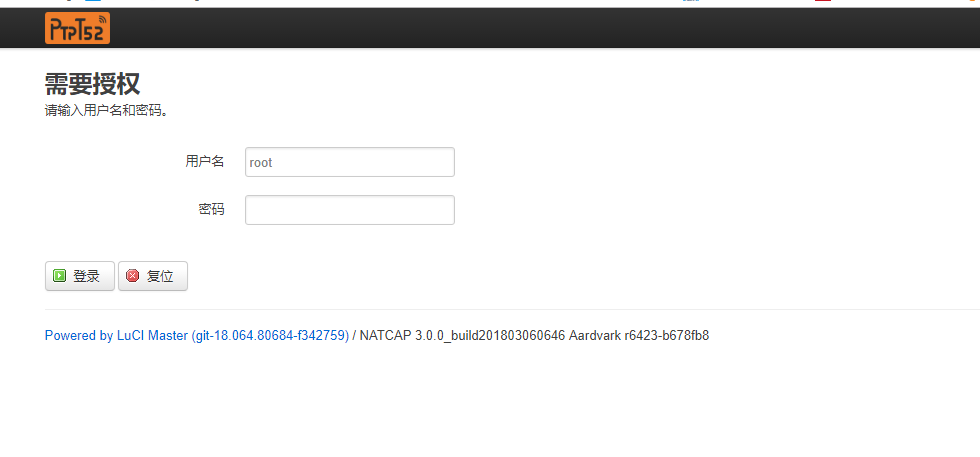 PTPT52
需要授权
请输入用户名和密码。
用户名 root
密码
登录 复位
Powered by LuCI Master (git-18.064.80684-f342759) / NATCAP 3.0.0_build201803060646 Aardvark r6423-b678fb8